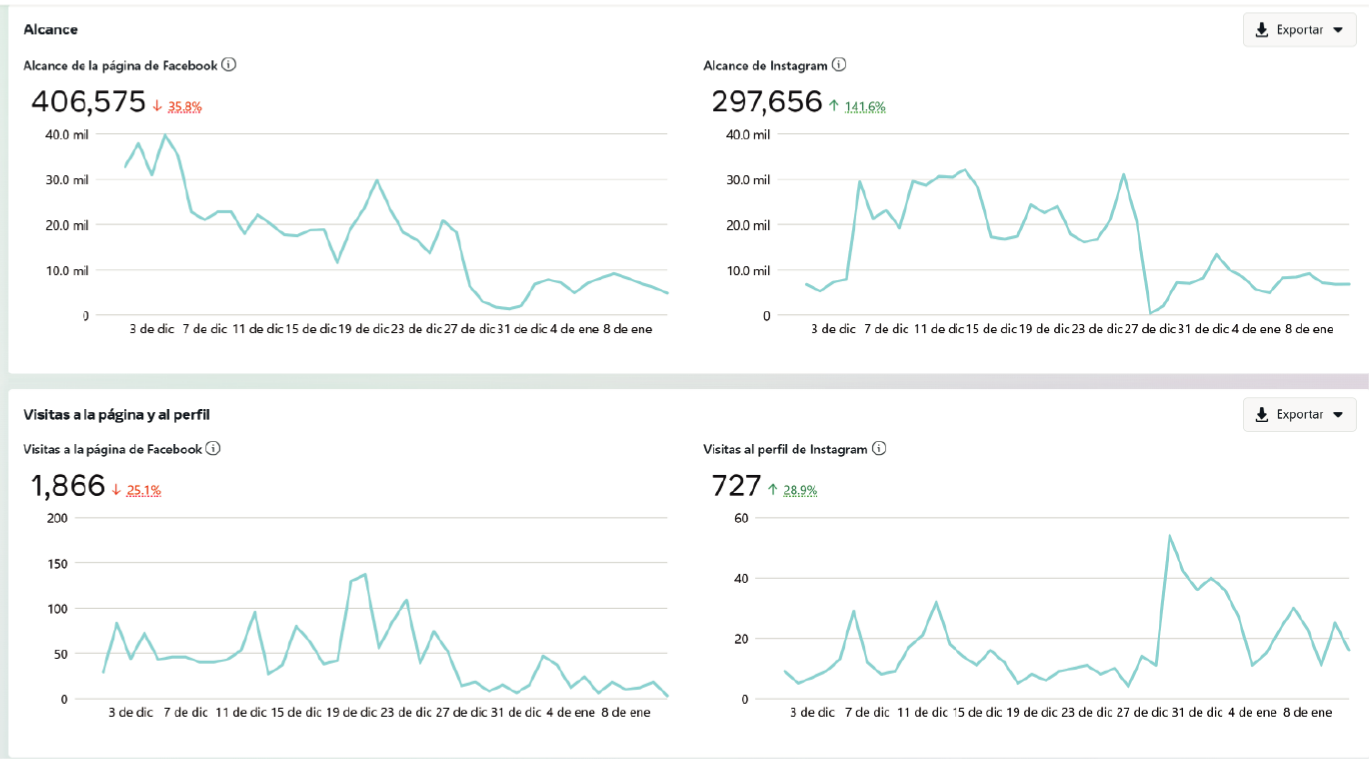 Alcance
Exportar
Alcance de la página de Facebook
406,575 ↓ 35.8%
40.0 mil
30.0 mil
20.0 mil
10.0 mil
0
3 de dic 7 de dic 11 de dic 15 de dic 19 de dic 23 de dic 27 de dic 31 de dic 4 de ene 8 de ene
Alcance de Instagram
297,656 ↑ 141.6%
40.0 mil
30.0 mil
20.0 mil
10.0 mil
0
3 de dic 7 de dic 11 de dic 15 de dic 19 de dic 23 de dic 27 de dic 31 de dic 4 de ene 8 de ene
Visitas a la página y al perfil
Exportar
Visitas a la página de Facebook
1,866 ↓ 25.1%
200
150
100
50
0
3 de dic 7 de dic 11 de dic 15 de dic 19 de dic 23 de dic 27 de dic 31 de dic 4 de ene 8 de ene
Visitas al perfil de Instagram
727 ↑ 28.9%
60
40
20
0
3 de dic 7 de dic 11 de dic 15 de dic 19 de dic 23 de dic 27 de dic 31 de dic 4 de ene 8 de ene